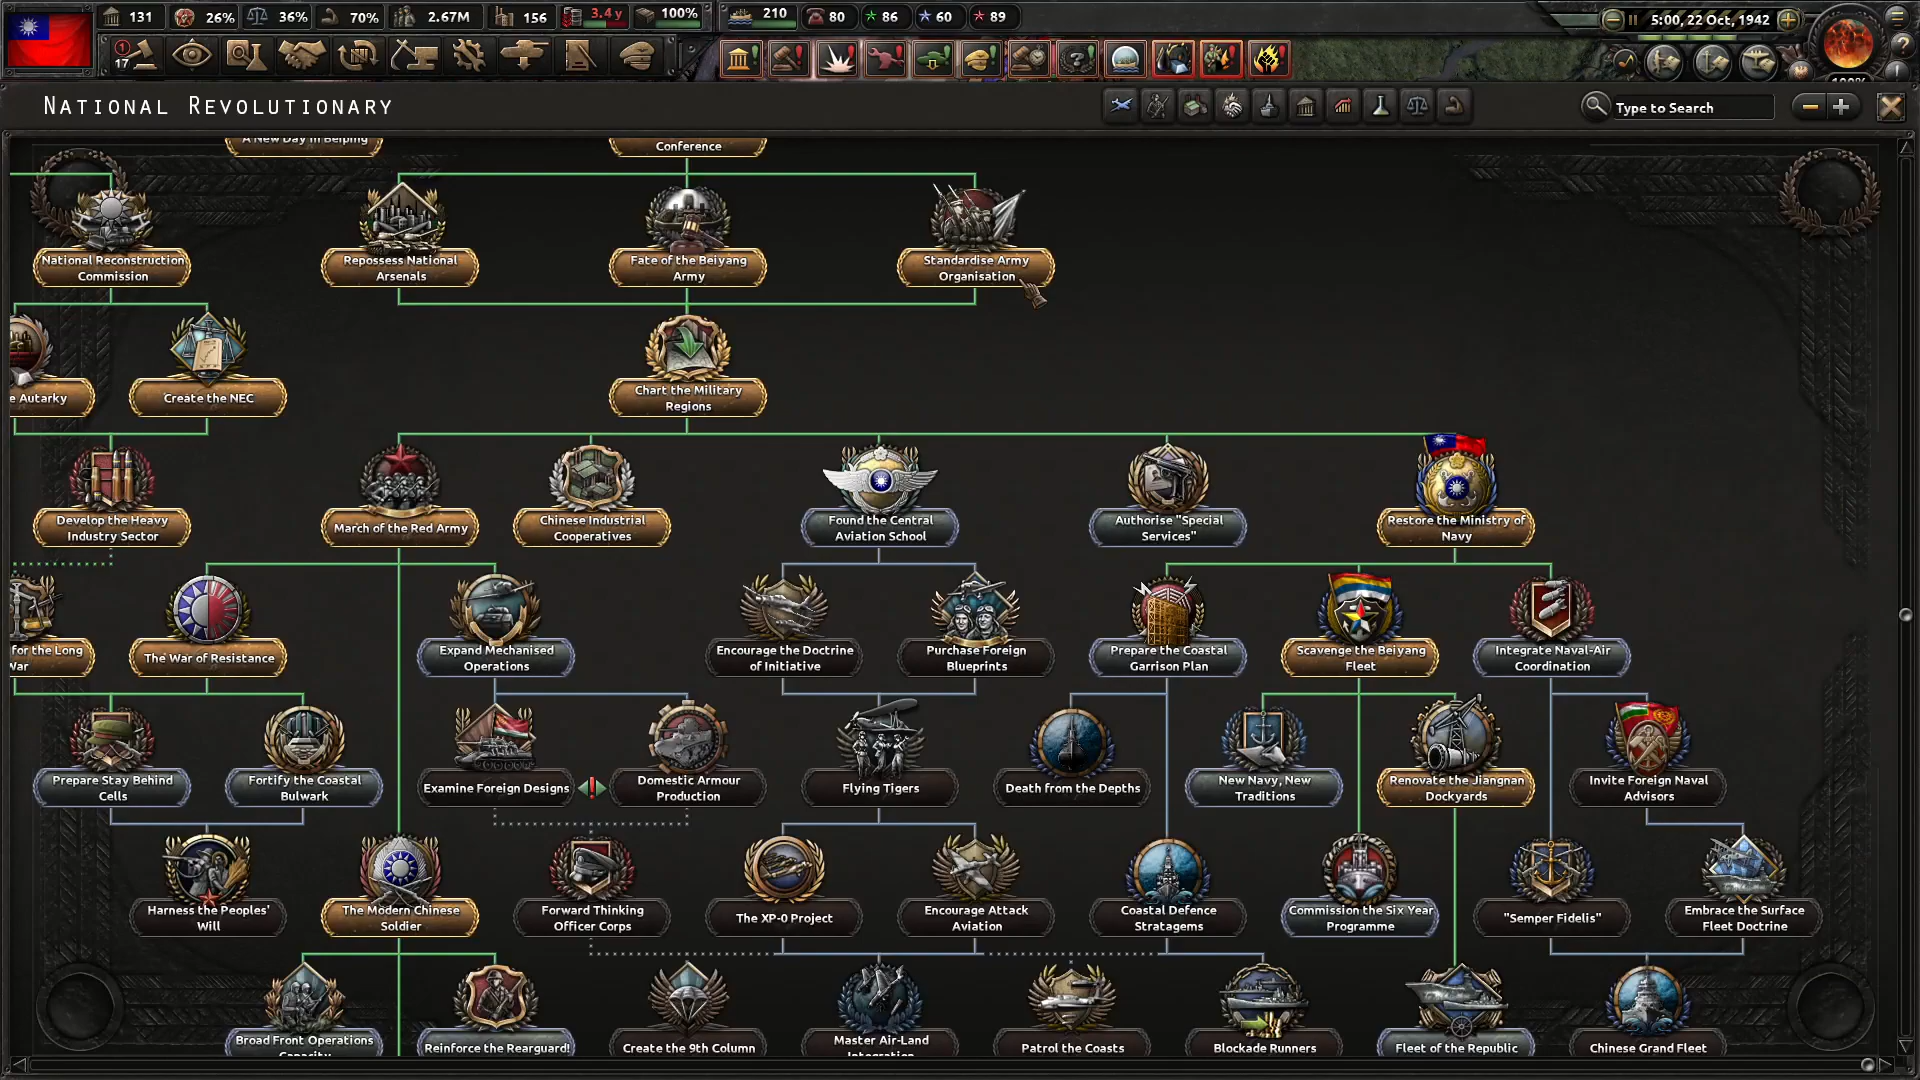 131
26%
36%
70%
2.67M
156
3.4 y
100%
210
80
86
60
89
5:00, 22 Oct, 1942
1
17
NATIONAL REVOLUTIONARY
Type to Search
A New Day in Beiping
Conference
National Reconstruction
Commission
Repossess National
Arsenals
Fate of the Beiyang
Army
Standardise Army
Organisation
e Autarky
Create the NEC
Chart the Military
Regions
Develop the Heavy
Industry Sector
March of the Red Army
Chinese Industrial
Cooperatives
Found the Central
Aviation School
Authorise "Special
Services"
Restore the Ministry of
Navy
for the Long
War
The War of Resistance
Expand Mechanised
Operations
Encourage the Doctrine
of Initiative
Purchase Foreign
Blueprints
Prepare the Coastal
Garrison Plan
Scavenge the Beiyang
Fleet
Integrate Naval-Air
Coordination
Prepare Stay Behind
Cells
Fortify the Coastal
Bulwark
Examine Foreign Designs
Domestic Armour
Production
Flying Tigers
Death from the Depths
New Navy, New
Traditions
Renovate the Jiangnan
Dockyards
Invite Foreign Naval
Advisors
Harness the Peoples'
Will
The Modern Chinese
Soldier
Forward Thinking
Officer Corps
The XP-0 Project
Encourage Attack
Aviation
Coastal Defence
Stratagems
Commission the Six Year
Programme
"Semper Fidelis"
Embrace the Surface
Fleet Doctrine
Broad Front Operations
Capacity
Reinforce the Rearguard!
Create the 9th Column
Master Air-Land
Integration
Patrol the Coasts
Blockade Runners
Fleet of the Republic
Chinese Grand Fleet